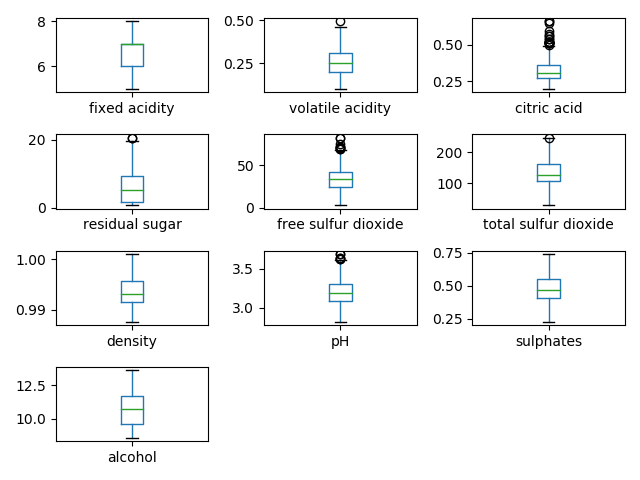 8
6
fixed acidity
0.50
0.25
volatile acidity
0.50
0.25
citric acid
20
0
residual sugar
50
0
free sulfur dioxide
200
100
total sulfur dioxide
1.00
0.99
density
3.5
3.0
pH
0.75
0.50
0.25
sulphates
12.5
10.0
alcohol